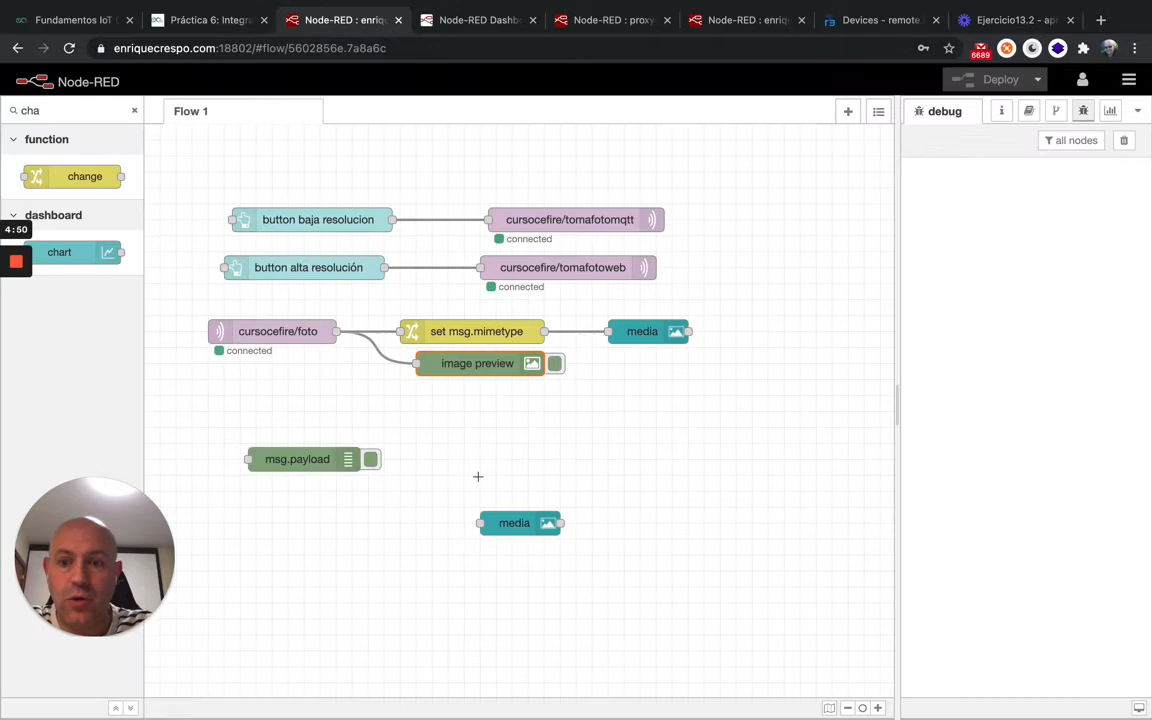 Fundamentos IoT (
Práctica 6: Integra
Node-RED : enriq
Node-RED Dashb
Node-RED : proxy
Node-RED : enriq
Devices - remote.
Ejercicio13.2 - apr
enriquecrespo.com:18802/#flow/5602856e.7a8a6c
6689
Node-RED
Deploy
cha
Flow 1
debug
function
all nodes
change
dashboard
4:50
chart
button baja resolucion
cursocefire/tomafotomqtt
connected
button alta resolución
cursocefire/tomafotoweb
connected
cursocefire/foto
set msg.mimetype
media
connected
image preview
msg.payload
media